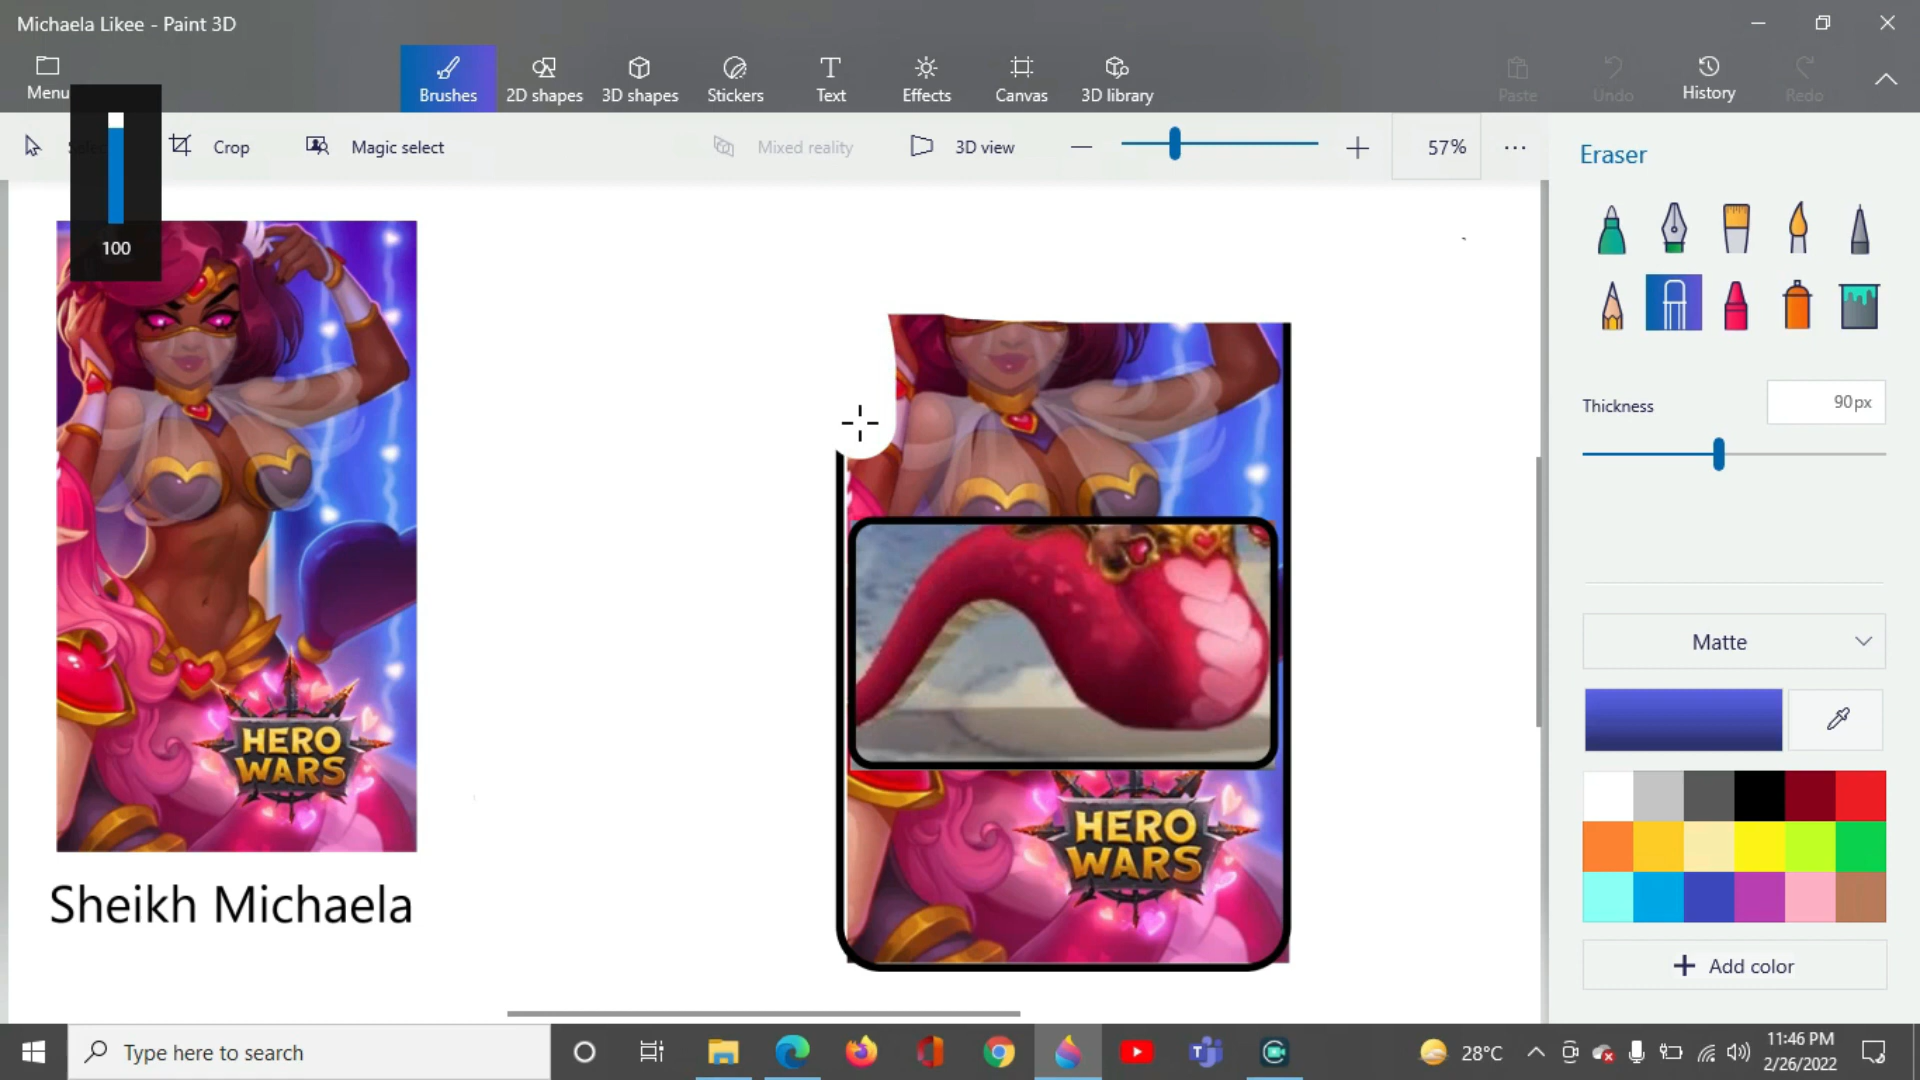 Michaela Likee - Paint 3D
Menu
Brushes
2D shapes
3D shapes
Stickers
Text
Effects
Canvas
3D library
Paste
Undo
History
Redo
Crop
Magic select
Mixed reality
3D view
57%
Eraser
100
Thickness
90px
Matte
HERO
WARS
HERO
WARS
Sheikh Michaela
Add color
Type here to search
28°C
11:46 PM
2/26/2022